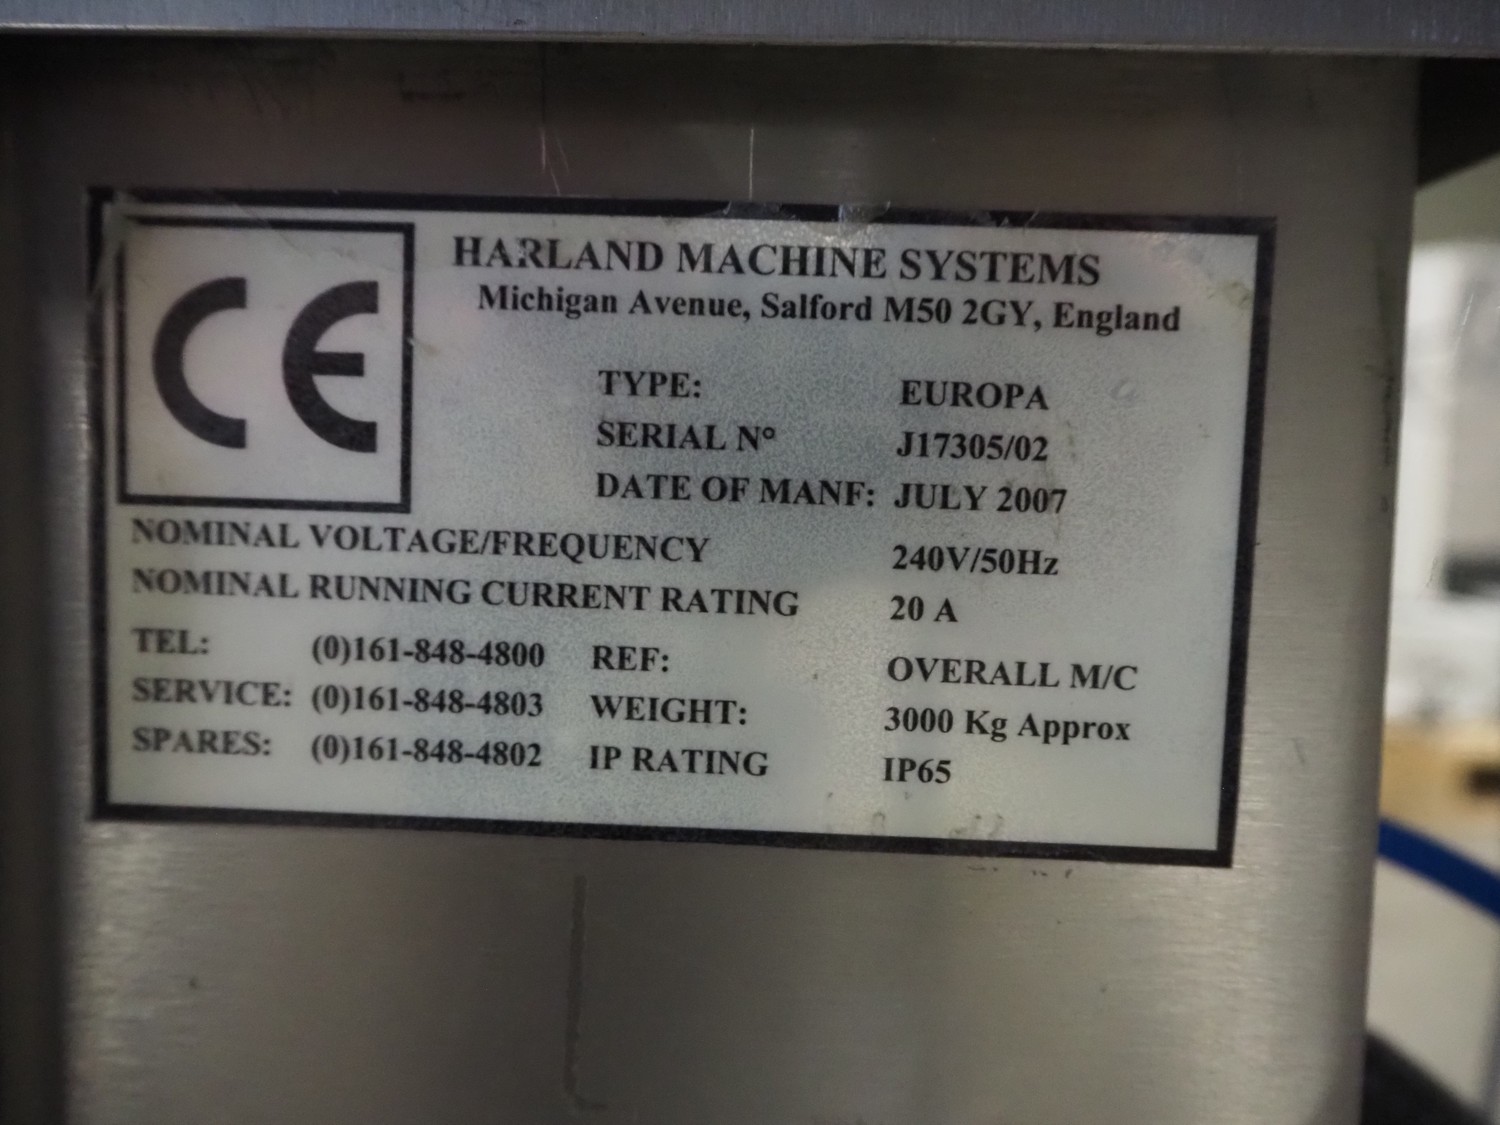 CE
HARLAND MACHINE SYSTEMS
Michigan Avenue, Salford M50 2GY, England
TYPE: EUROPA
SERIAL Nº J17305/02
DATE OF MANF: JULY 2007
NOMINAL VOLTAGE/FREQUENCY 240V/50Hz
NOMINAL RUNNING CURRENT RATING 20 A
TEL: (0)161-848-4800 REF: OVERALL M/C
SERVICE: (0)161-848-4803 WEIGHT: 3000 Kg Approx
SPARES: (0)161-848-4802 IP RATING IP65